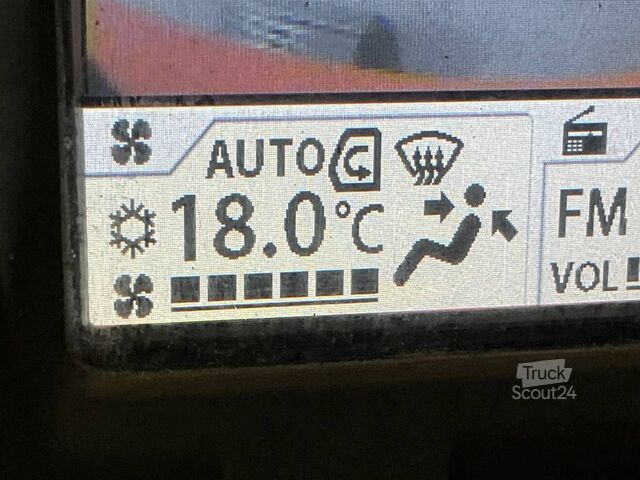 AUTO
18.0°C
FM
VOL
Truck
Scout24